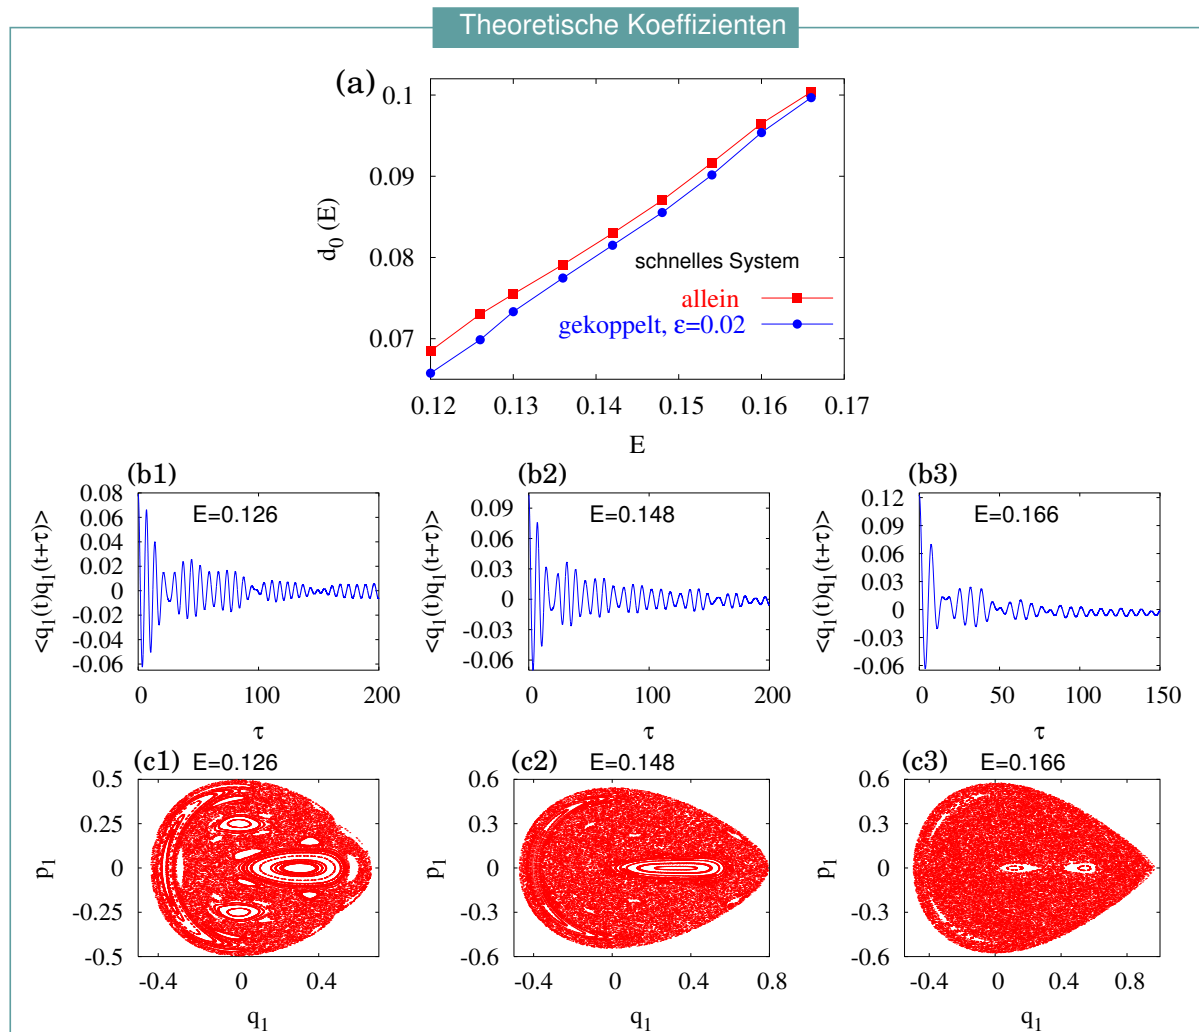 Theoretische Koeffizienten
(a)
0.1
0.09
0.08
0.07
d0 (E)
schnelles System
allein
gekoppelt, ε=0.02
0.12 0.13 0.14 0.15 0.16 0.17
E
(b1)
E=0.126
0.08
0.06
0.04
0.02
0
-0.02
-0.04
-0.06
<q1(t)q1(t+τ)>
0 100 200
τ
(b2)
E=0.148
0.09
0.06
0.03
0
-0.03
-0.06
<q1(t)q1(t+τ)>
0 100 200
τ
(b3)
E=0.166
0.12
0.09
0.06
0.03
0
-0.03
-0.06
<q1(t)q1(t+τ)>
0 50 100 150
τ
(c1) E=0.126
0.5
0.25
0
-0.25
-0.5
p1
-0.4 0 0.4
q1
(c2) E=0.148
0.6
0.3
0
-0.3
-0.6
p1
-0.4 0 0.4 0.8
q1
(c3) E=0.166
0.6
0.3
0
-0.3
-0.6
p1
-0.4 0 0.4 0.8
q1